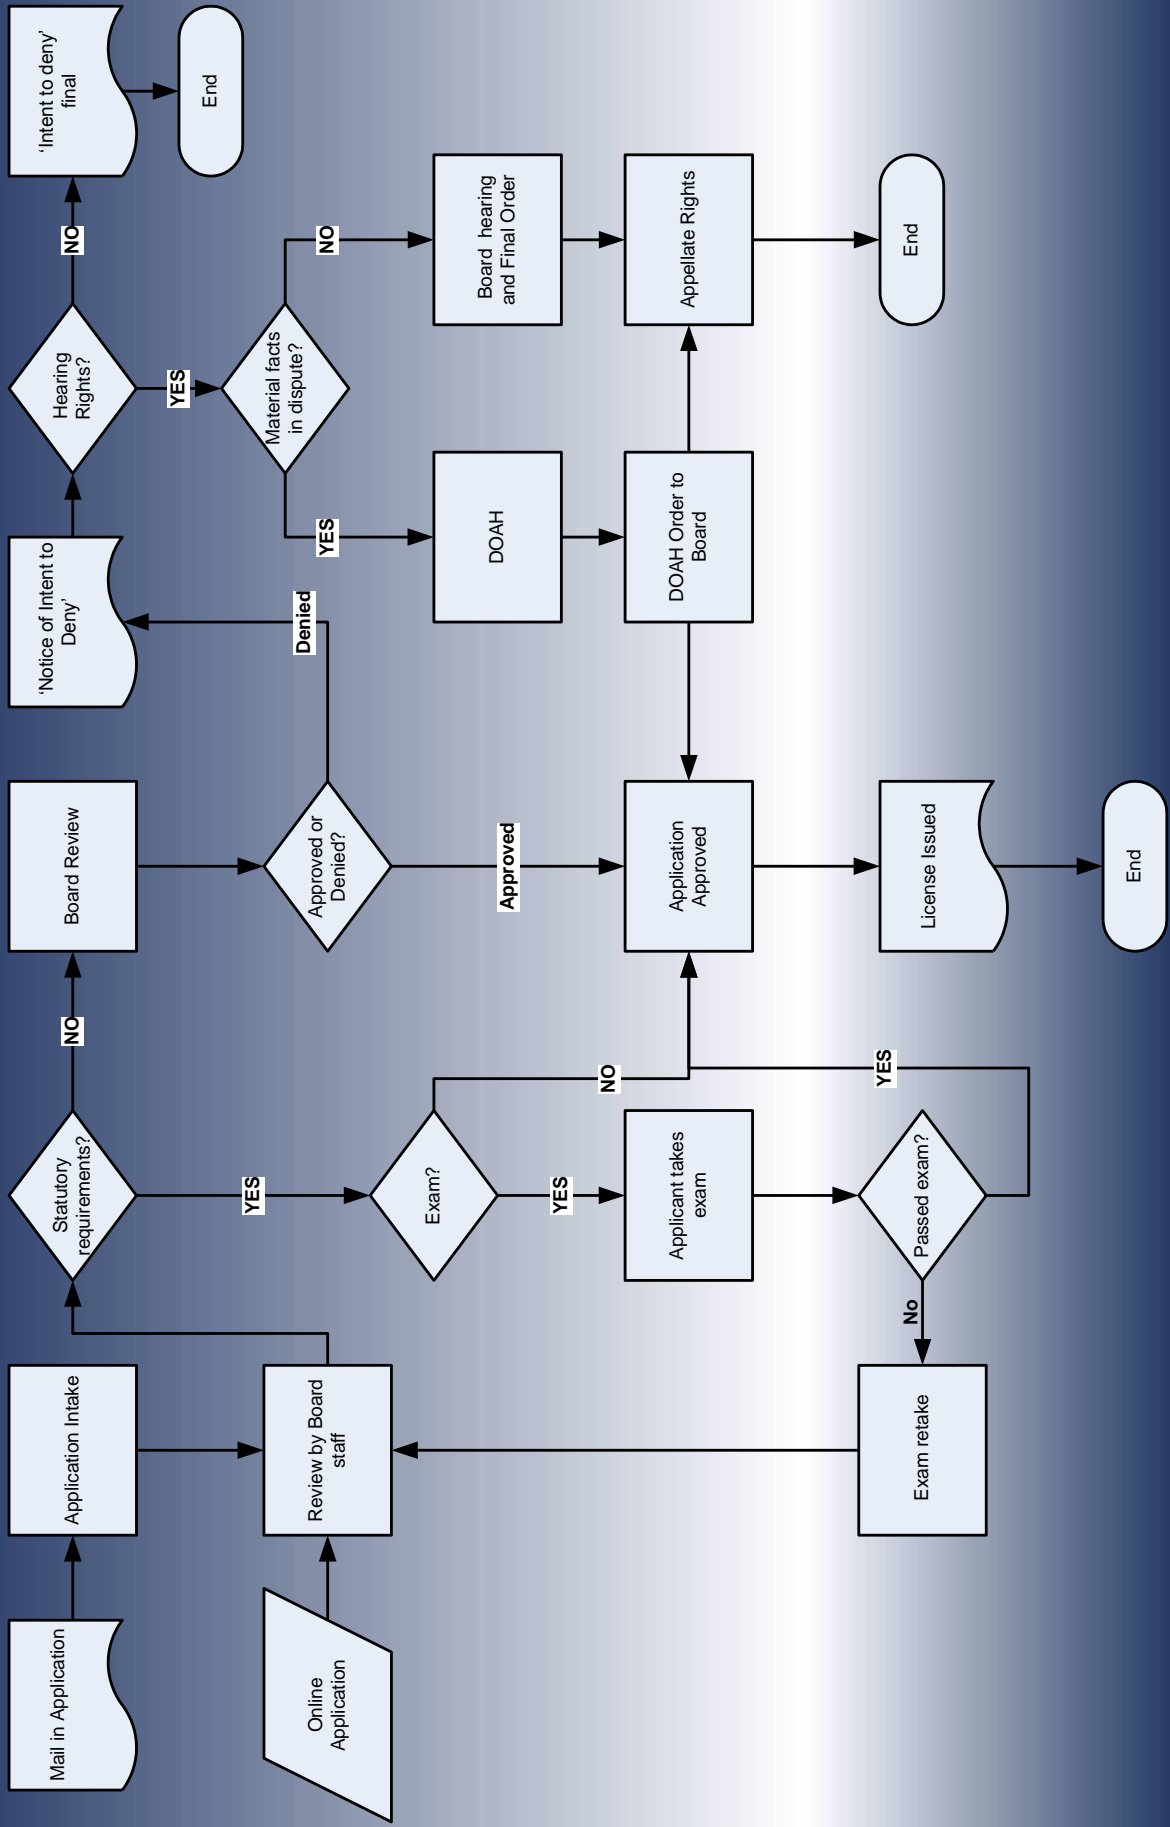 Mail in Application
Application Intake
Statutory
requirements?
NO
Board Review
‘Notice of Intent to
Deny’
Hearing
Rights?
NO
‘Intent to deny’
final
End
YES
Online
Application
Review by Board
staff
YES
Approved or
Denied?
Denied
Material facts
in dispute?
YES
NO
Exam?
NO
YES
Approved
DOAH
Board hearing
and Final Order
Applicant takes
exam
Application
Approved
DOAH Order to
Board
Appellate Rights
Exam retake
No
Passed exam?
YES
License Issued
End
End